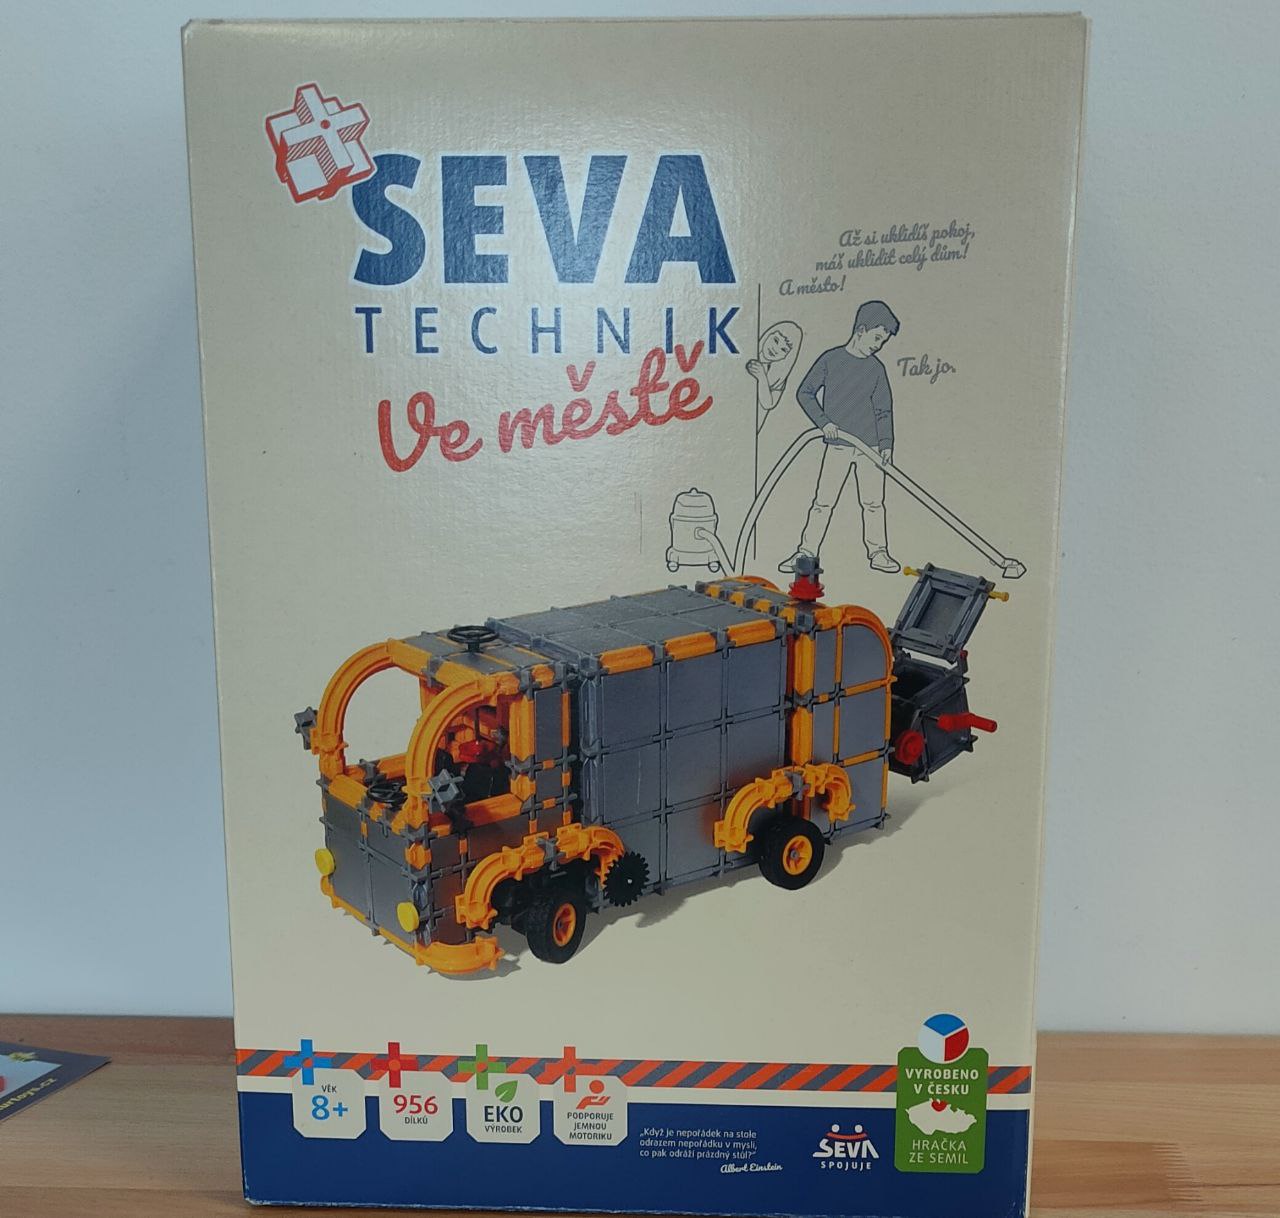 SEVA
TECHNIK
Ve městě
Až si uklidíš pokoj,
máš uklidit celý dům!
A město!
Tak jo.
VĚK
8+
956
DÍLKŮ
EKO
VÝROBEK
PODPORUJE
JEMNOU
MOTORIKU
„Když je nepořádek na stole
odrazem nepořádku v mysli,
co pak odráží prázdný stůl?“
Albert Einstein
SEVA
SPOJUJE
VYROBENO
V ČESKU
HRAČKA
ZE SEMIL